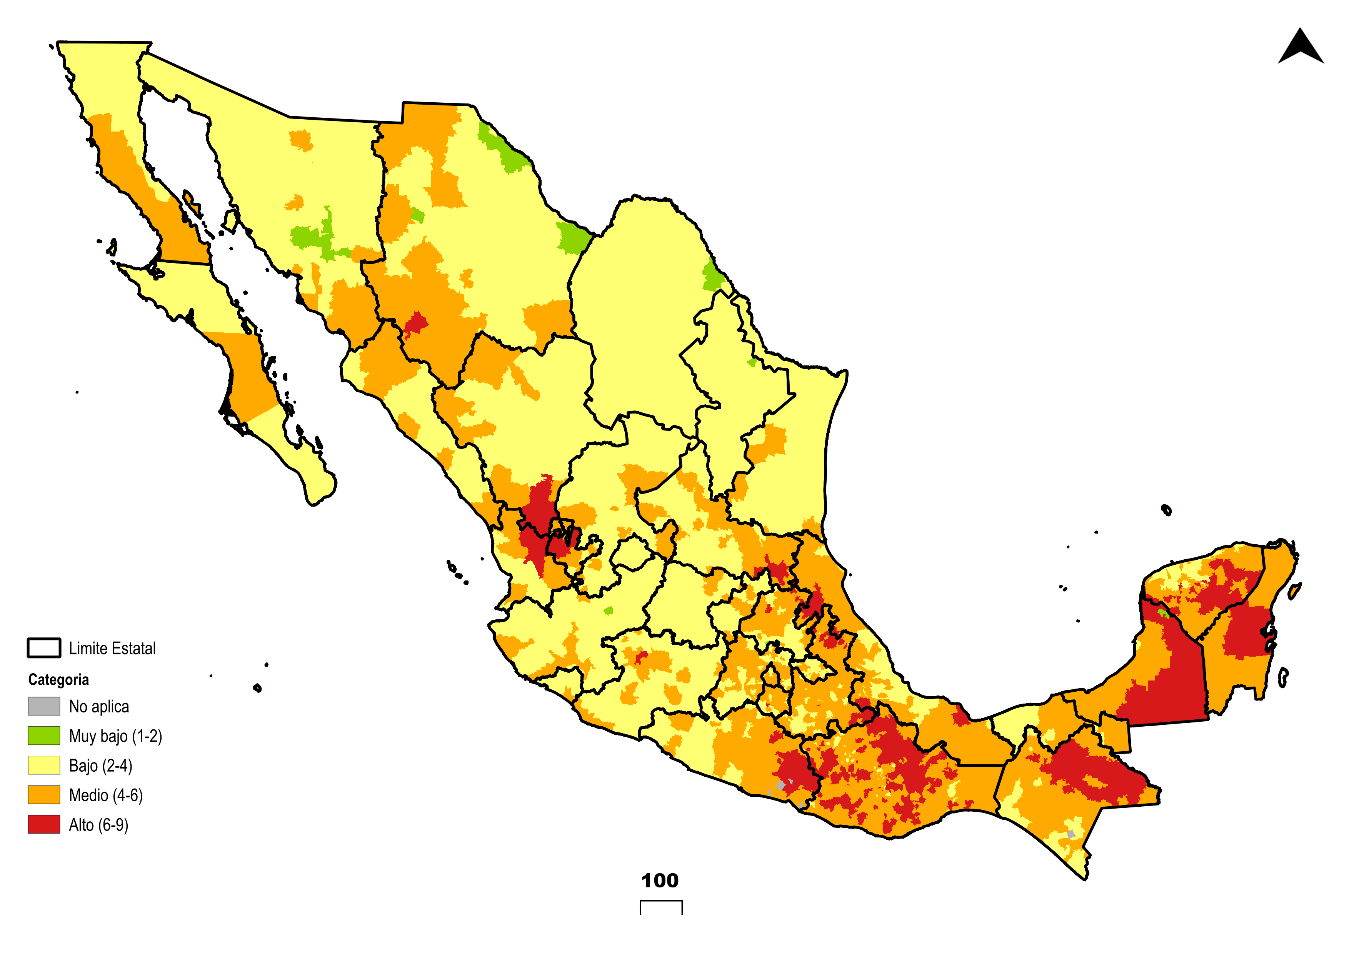 Limite Estatal
Categoria
No aplica
Muy bajo (1-2)
Bajo (2-4)
Medio (4-6)
Alto (6-9)
100